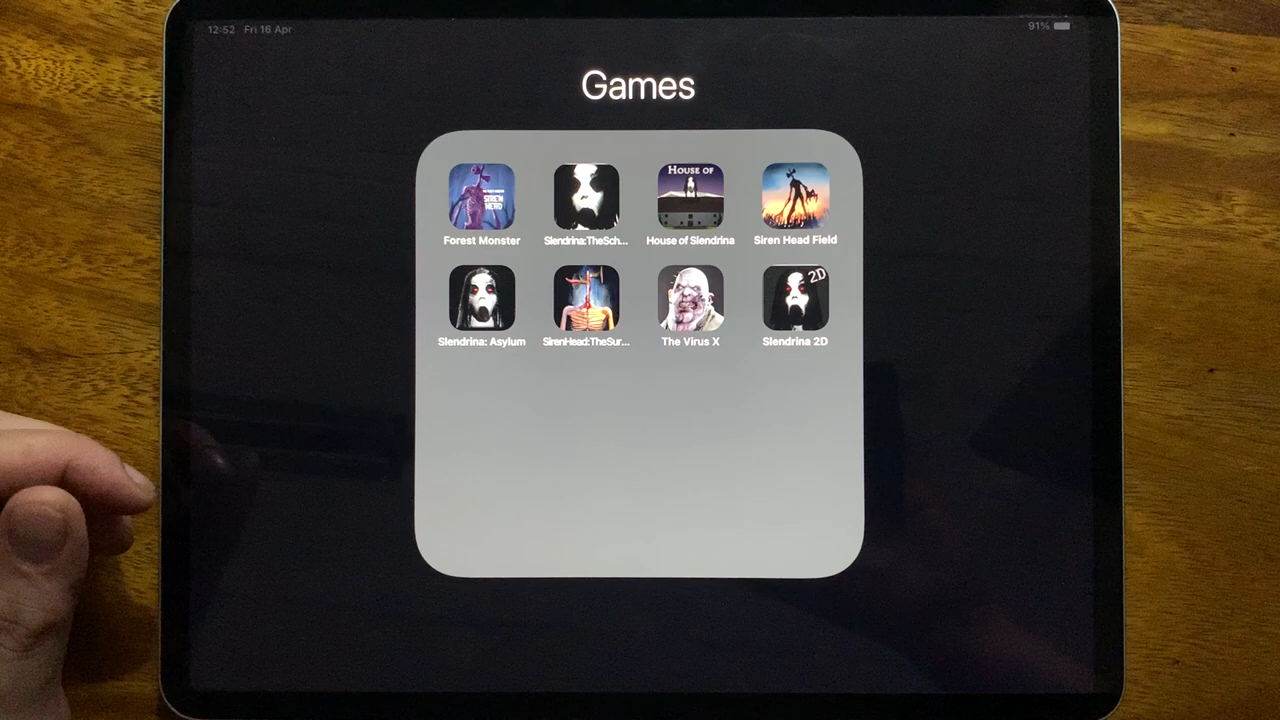 12:52 Fri 16 Apr
91%
Games
SIREN
HEAD
HOUSE OF
Forest Monster
Slendrina:TheSch...
House of Slendrina
Siren Head Field
2D
Slendrina: Asylum
SirenHead:TheSur...
The Virus X
Slendrina 2D